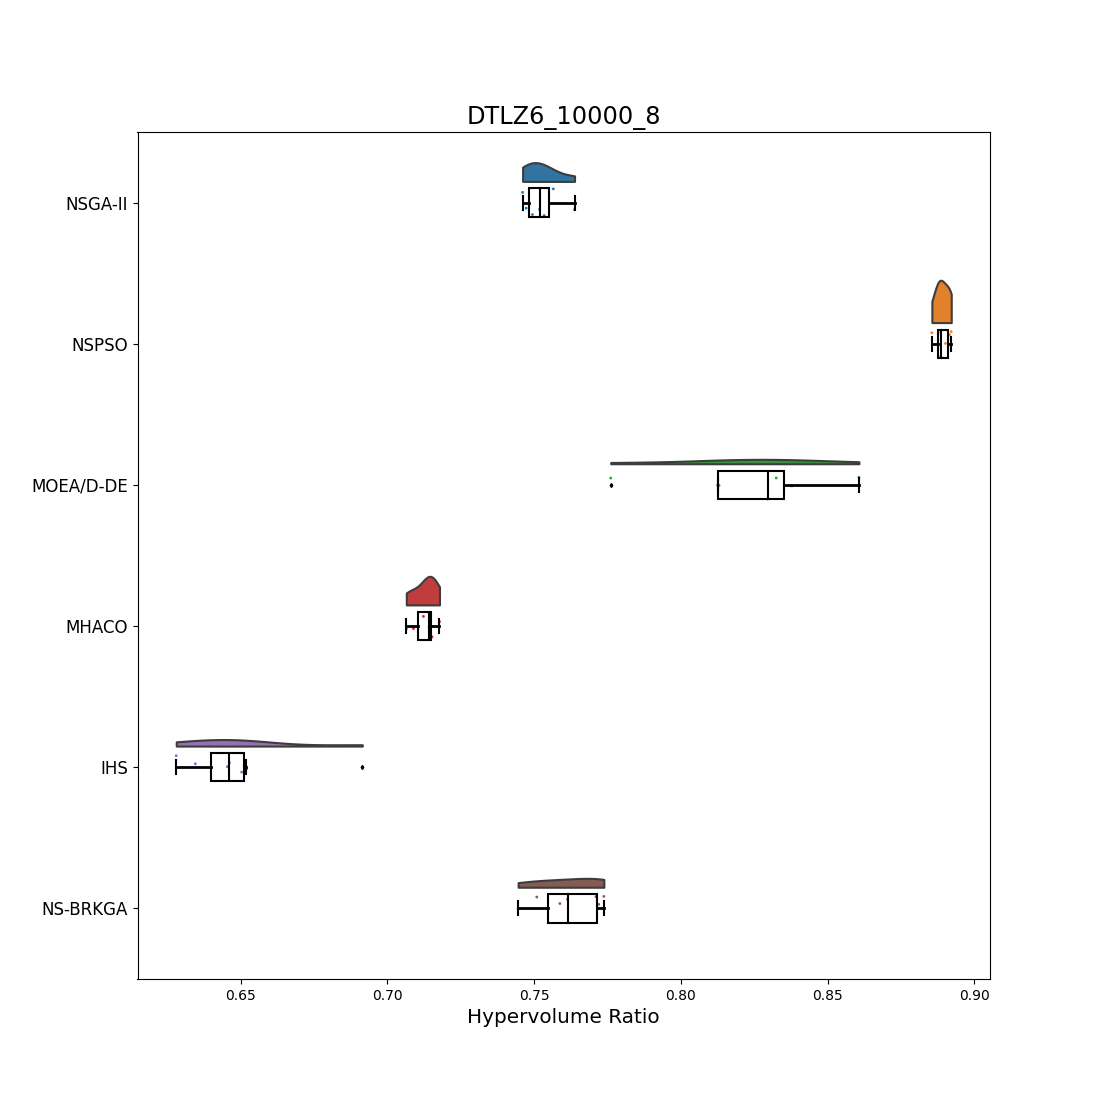 DTLZ6_10000_8
NSGA-II
NSPSO
MOEA/D-DE
MHACO
IHS
NS-BRKGA
0.65 0.70 0.75 0.80 0.85 0.90
Hypervolume Ratio